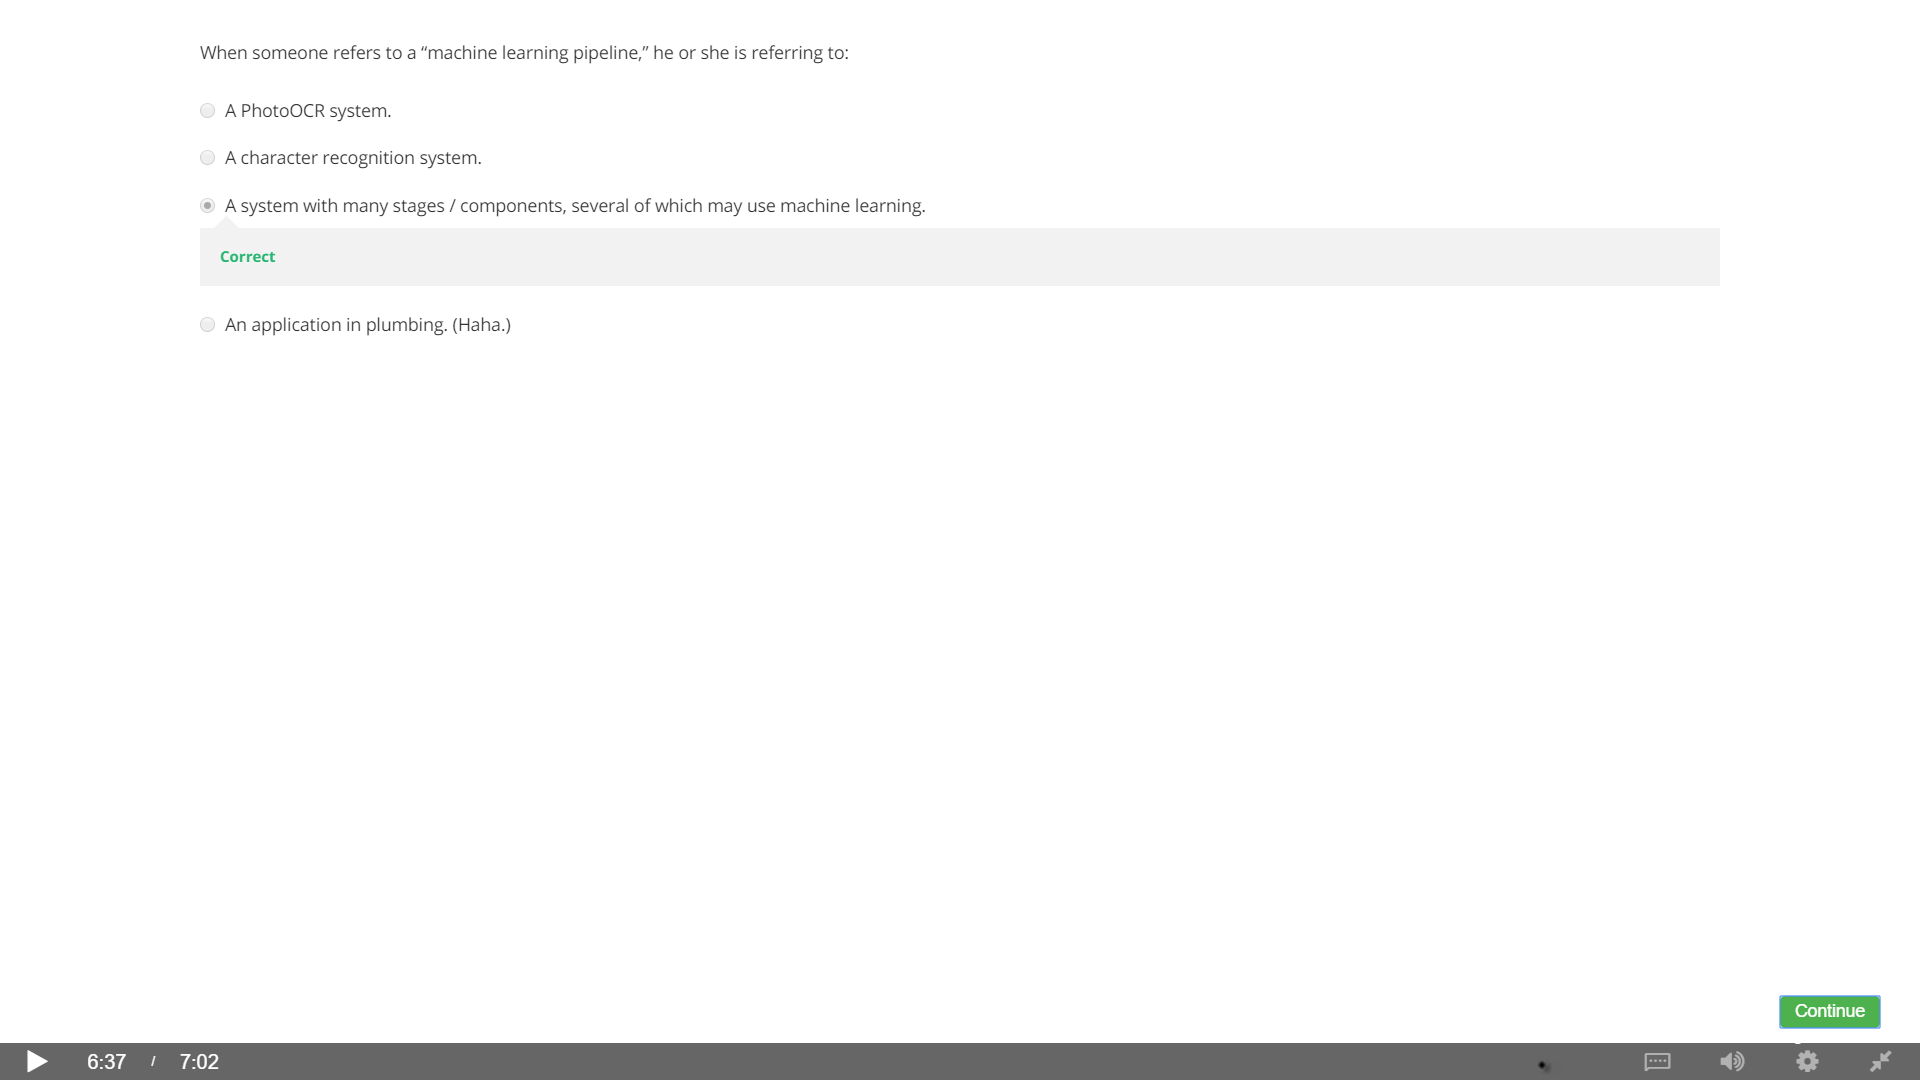 When someone refers to a “machine learning pipeline,” he or she is referring to:
A PhotoOCR system.
A character recognition system.
A system with many stages / components, several of which may use machine learning.
Correct
An application in plumbing. (Haha.)
Continue
6:37 / 7:02